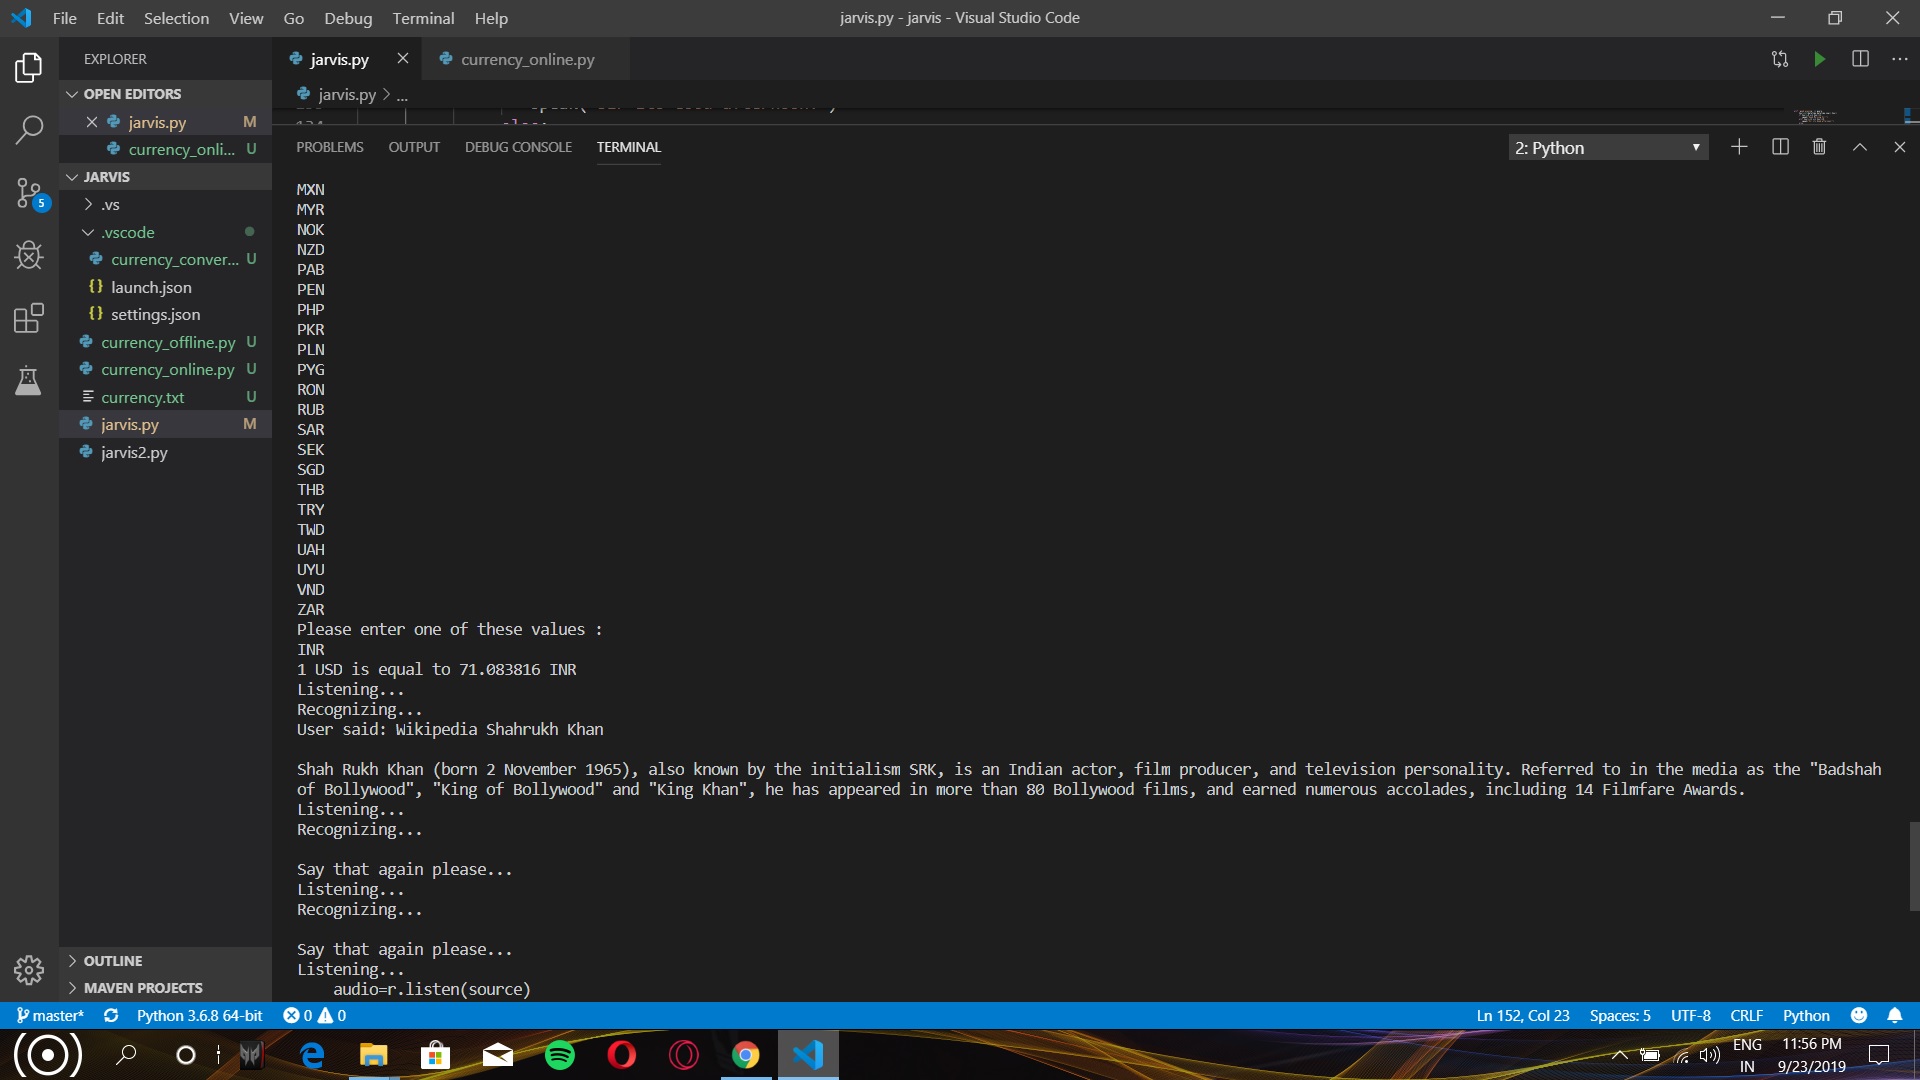 File Edit Selection View Go Debug Terminal Help
jarvis.py - jarvis - Visual Studio Code
EXPLORER
jarvis.py
currency_online.py
OPEN EDITORS
jarvis.py > ...
jarvis.py M
currency_onli... U
PROBLEMS OUTPUT DEBUG CONSOLE TERMINAL
2: Python
JARVIS
.vs
.vscode
currency_conver... U
launch.json
settings.json
currency_offline.py U
currency_online.py U
currency.txt U
jarvis.py M
jarvis2.py
5
OUTLINE
MAVEN PROJECTS
MXN
MYR
NOK
NZD
PAB
PEN
PHP
PKR
PLN
PYG
RON
RUB
SAR
SEK
SGD
THB
TRY
TWD
UAH
UYU
VND
ZAR
Please enter one of these values :
INR
1 USD is equal to 71.083816 INR
Listening...
Recognizing...
User said: Wikipedia Shahrukh Khan
Shah Rukh Khan (born 2 November 1965), also known by the initialism SRK, is an Indian actor, film producer, and television personality. Referred to in the media as the "Badshah
of Bollywood", "King of Bollywood" and "King Khan", he has appeared in more than 80 Bollywood films, and earned numerous accolades, including 14 Filmfare Awards.
Listening...
Recognizing...
Say that again please...
Listening...
Recognizing...
Say that again please...
Listening...
audio=r.listen(source)
master* Python 3.6.8 64-bit 0 0
Ln 152, Col 23 Spaces: 5 UTF-8 CRLF Python
ENG
IN
11:56 PM
9/23/2019